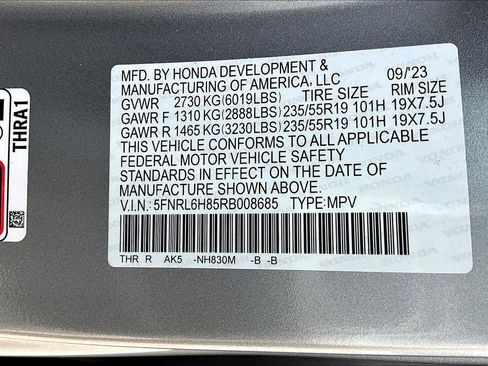 MFD. BY HONDA DEVELOPMENT &
MANUFACTURING OF AMERICA, LLC 09/'23
GVWR 2730 KG(6019LBS) TIRE SIZE RIM SIZE
GAWR F 1310 KG(2888LBS) 235/55R19 101H 19X7.5J
GAWR R 1465 KG(3230LBS) 235/55R19 101H 19X7.5J
THIS VEHICLE CONFORMS TO ALL APPLICABLE
FEDERAL MOTOR VEHICLE SAFETY
STANDARDS IN EFFECT ON THE DATE OF
MANUFACTURE SHOWN ABOVE.
V.I.N.: 5FNRL6H85RB008685 TYPE:MPV
THR R AK5 -NH830M -B -B
THRA1